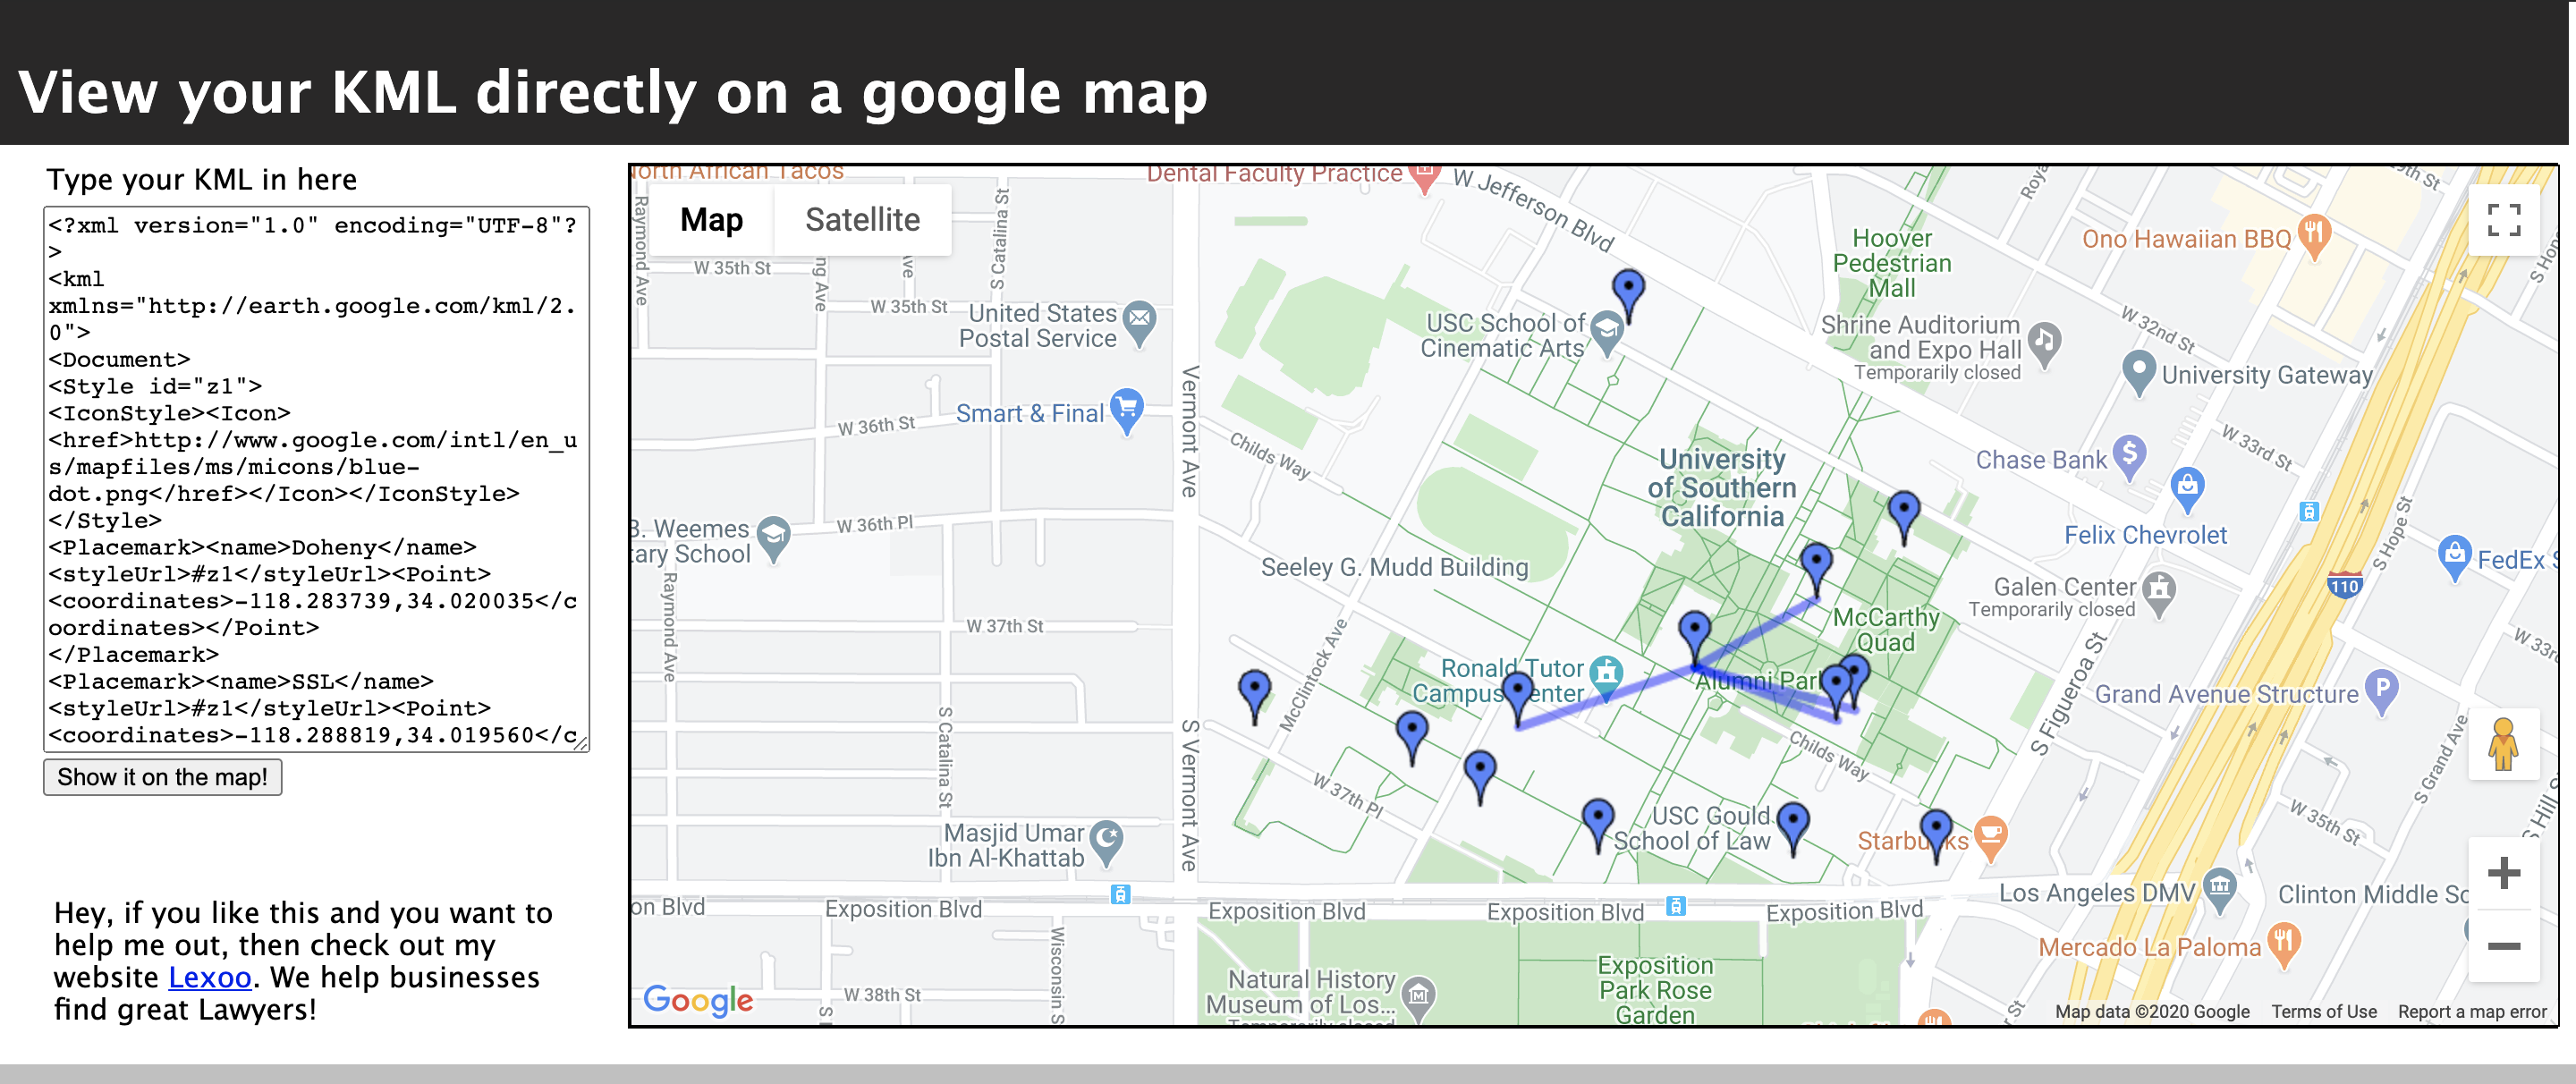 View your KML directly on a google map
Type your KML in here
<?xml version="1.0" encoding="UTF-8"?
>
<kml
xmlns="http://earth.google.com/kml/2.
0">
<Document>
<Style id="z1">
<IconStyle><Icon>
<href>http://www.google.com/intl/en_u
s/mapfiles/ms/micons/blue-
dot.png</href></Icon></IconStyle>
</Style>
<Placemark><name>Doheny</name>
<styleUrl>#z1</styleUrl><Point>
<coordinates>-118.283739,34.020035</c
oordinates></Point>
</Placemark>
<Placemark><name>SSL</name>
<styleUrl>#z1</styleUrl><Point>
<coordinates>-118.288819,34.019560</c
Show it on the map!
Hey, if you like this and you want to
help me out, then check out my
website Lexoo. We help businesses
find great Lawyers!
North African Tacos
Dental Faculty Practice
W Jefferson Blvd
Map
Satellite
Raymond Ave
ng Ave
Ave
S Catalina St
W 35th St
W 35th St
United States
Postal Service
Smart & Final
W 36th St
Vermont Ave
Childs Way
B. Weemes
tary School
W 36th Pl
Raymond Ave
W 37th St
S Catalina St
S Vermont Ave
Masjid Umar
Ibn Al-Khattab
on Blvd
Exposition Blvd
Exposition Blvd
Exposition Blvd
Exposition Blvd
W 38th St
Wisconsin S
Google
USC School of
Cinematic Arts
Hoover
Pedestrian
Mall
Roya
29th St
S Hop
Ono Hawaiian BBQ
Shrine Auditorium
and Expo Hall
Temporarily closed
W 32nd St
University Gateway
W 33rd St
Chase Bank
Felix Chevrolet
University
of Southern
California
Seeley G. Mudd Building
Galen Center
Temporarily closed
110
S Hope St
FedEx S
W 33rd
McCarthy
Quad
McClintock Ave
Ronald Tutor
Campus Center
Alumni Park
Childs Way
S Figueroa St
Grand Avenue Structure
P
S Grand Ave
W 37th Pl
USC Gould
School of Law
Starbucks
W 35th St
S Hill S
Los Angeles DMV
Clinton Middle Sc
Mercado La Paloma
Natural History
Museum of Los...
Temporarily closed
Exposition
Park Rose
Garden
Map data ©2020 Google
Terms of Use
Report a map error